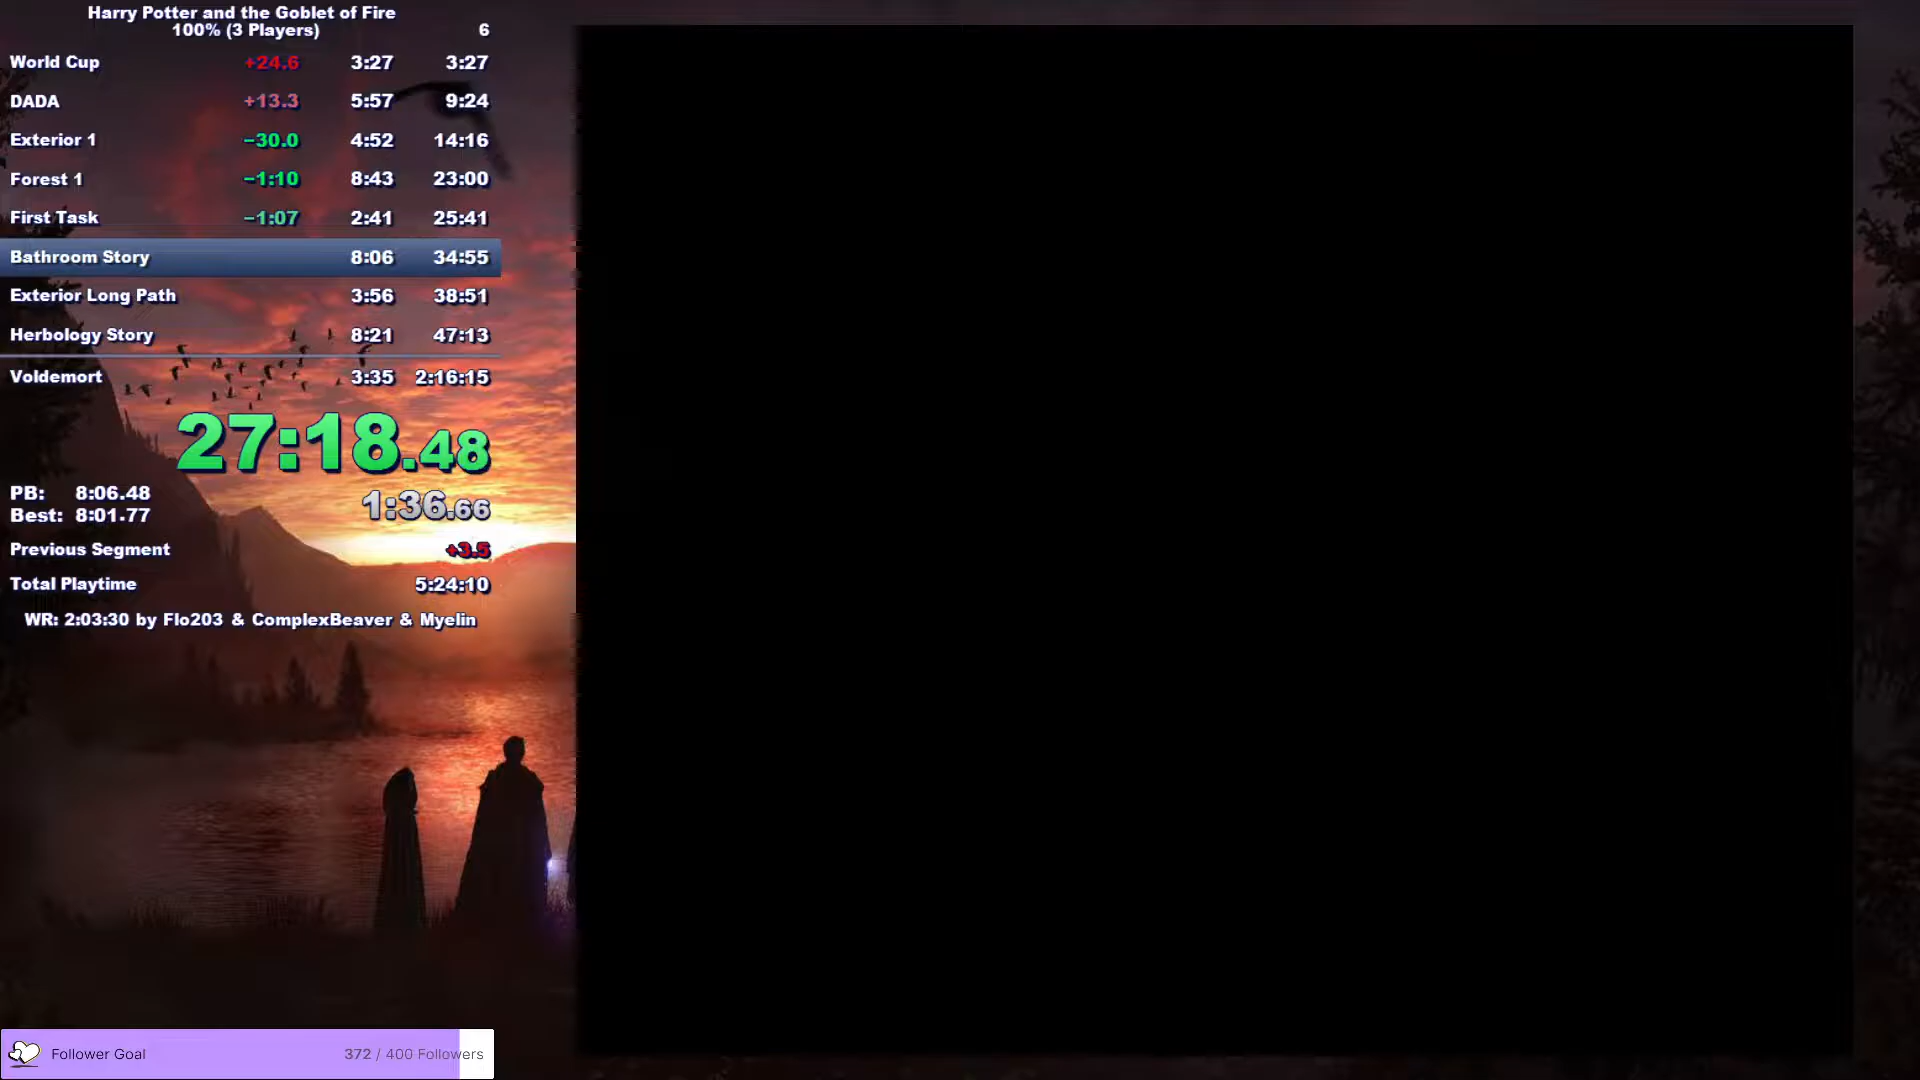 Harry Potter and the Goblet of Fire
100% (3 Players) 6
World Cup +24.6 3:27 3:27
DADA +13.3 5:57 9:24
Exterior 1 −30.0 4:52 14:16
Forest 1 −1:10 8:43 23:00
First Task −1:07 2:41 25:41
Bathroom Story 8:06 34:55
Exterior Long Path 3:56 38:51
Herbology Story 8:21 47:13
Voldemort 3:35 2:16:15
27:18.48
PB: 8:06.48 1:36.66
Best: 8:01.77
Previous Segment +3.5
Total Playtime 5:24:10
WR: 2:03:30 by Flo203 & ComplexBeaver & Myelin
Follower Goal 372 / 400 Followers